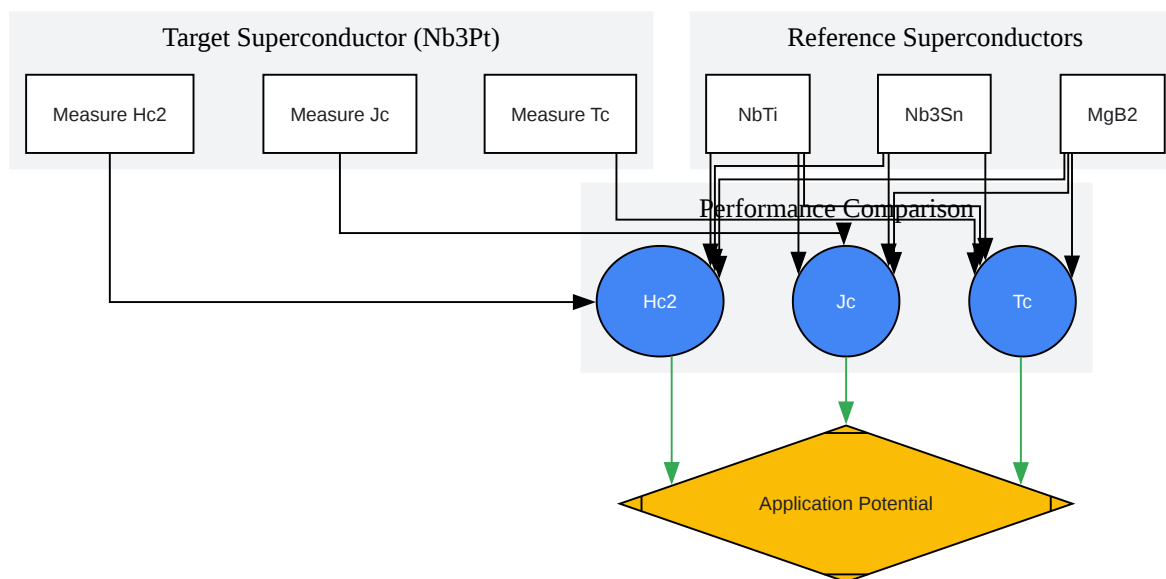 Target Superconductor (Nb3Pt)
Reference Superconductors
Measure Hc2
Measure Jc
Measure Tc
NbTi
Nb3Sn
MgB2
Performance Comparison
Hc2
Jc
Tc
Application Potential